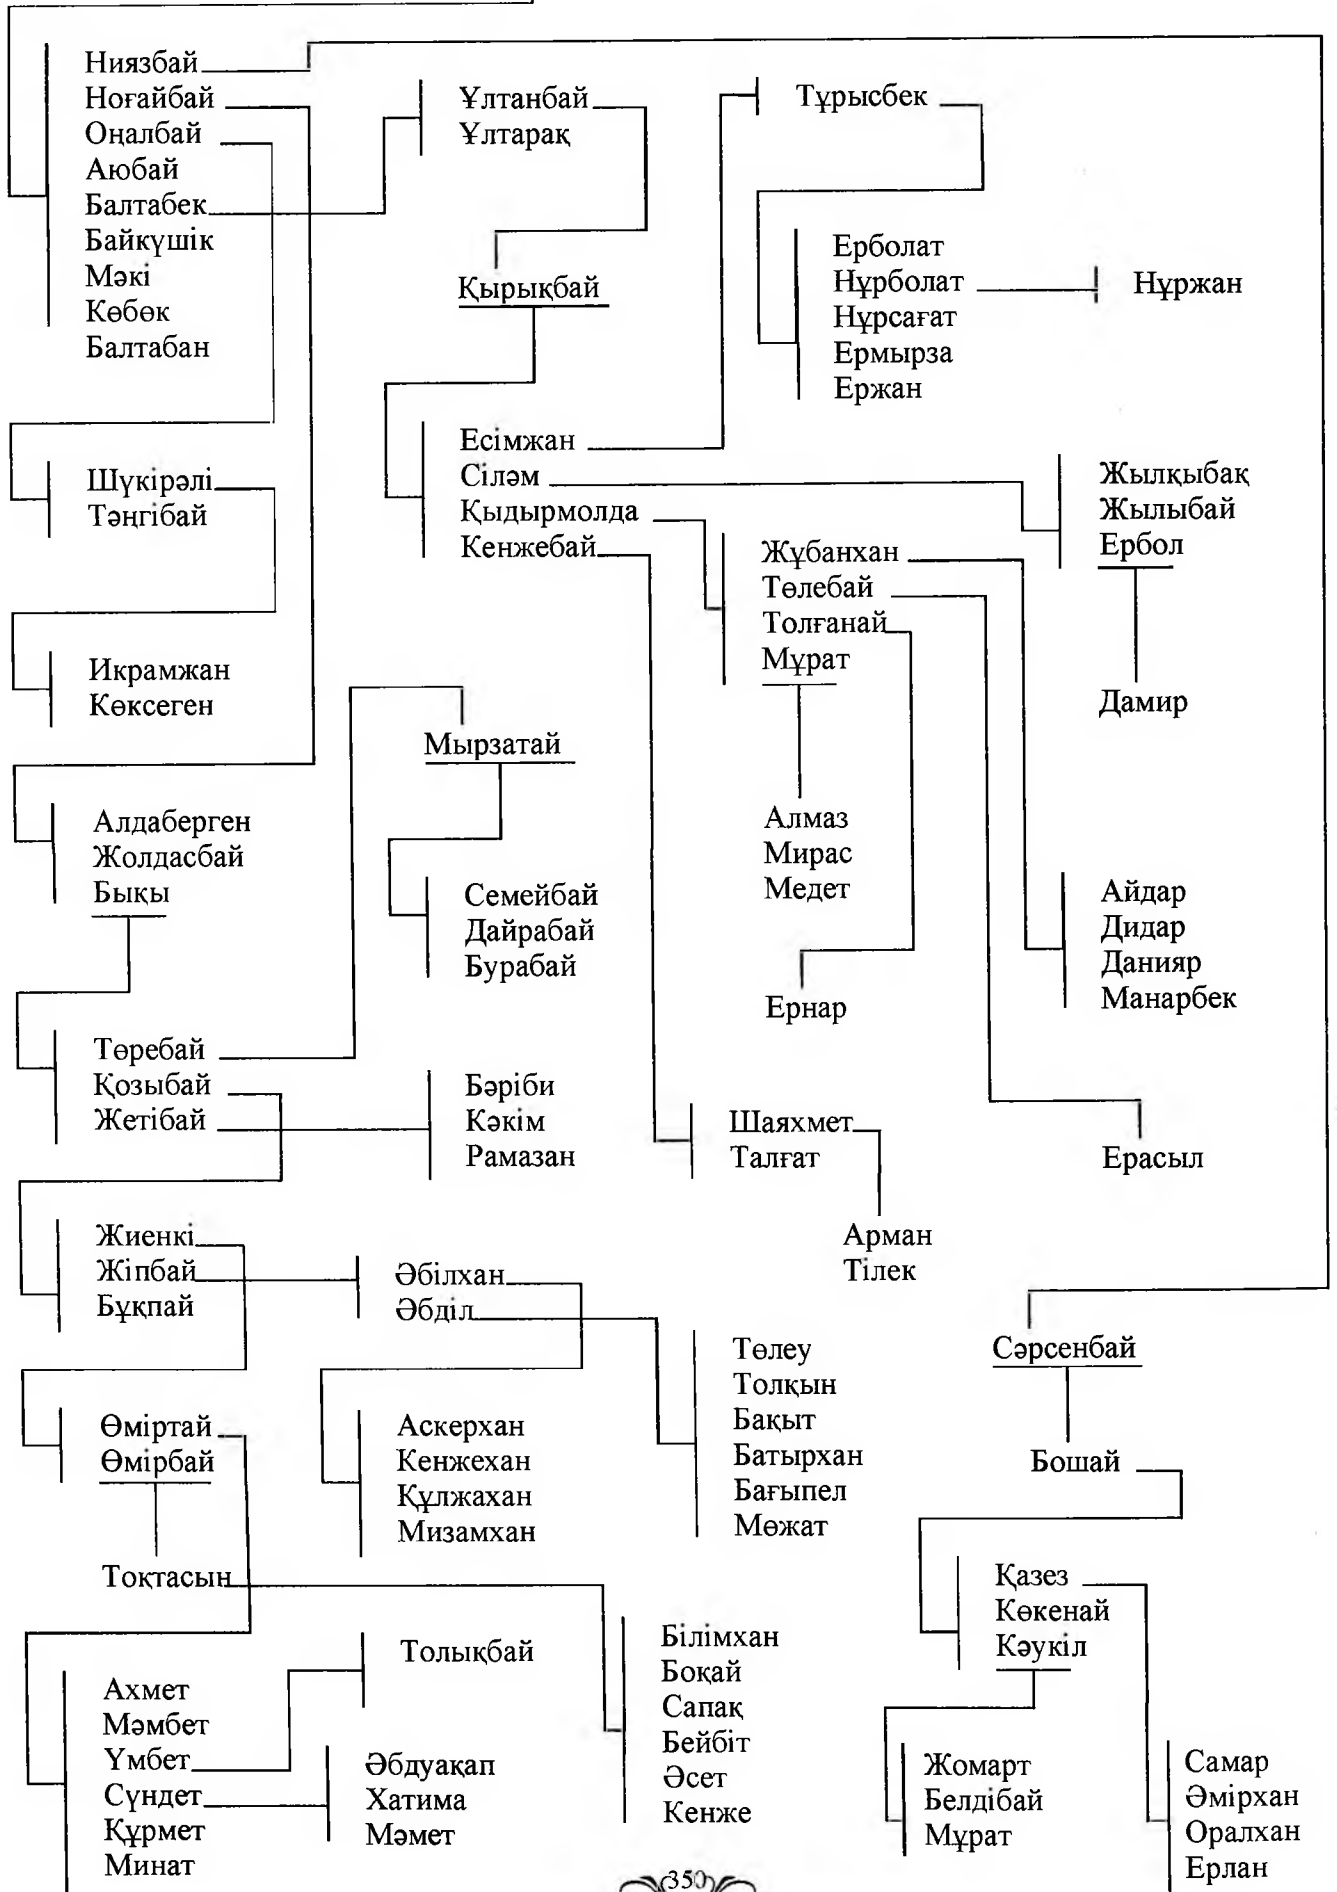 Ниязбай
Ноғайбай
Оңалбай
Аюбай
Балтабек
Байкүшік
Мәкі
Көбөк
Балтабан
Ұлтанбай
Ұлтарақ
Тұрысбек
Қырықбай
Ерболат
Нұрболат
Нұрсағат
Ермырза
Ержан
Нұржан
Есімжан
Сіләм
Қыдырмолда
Кенжебай
Жылқыбақ
Жылыбай
Ербол
Шүкірәлі
Тәңгібай
Жұбанхан
Төлебай
Толғанай
Мұрат
Икрамжан
Көксеген
Дамир
Мырзатай
Алдаберген
Жолдасбай
Бықы
Алмаз
Мирас
Медет
Семейбай
Дайрабай
Бурабай
Айдар
Дидар
Данияр
Манарбек
Ернар
Төребай
Қозыбай
Жетібай
Бәріби
Кәкім
Рамазан
Шаяхмет
Талғат
Ерасыл
Жиенкі
Жіпбай
Бұқпай
Әбілхан
Әбділ
Арман
Тілек
Төлеу
Толқын
Бақыт
Батырхан
Бағыпел
Мөжат
Сәрсенбай
Өміртай
Өмірбай
Аскерхан
Кенжехан
Құлжахан
Мизамхан
Бошай
Тоқтасын
Қазез
Көкенай
Кәукіл
Толықбай
Білімхан
Боқай
Сапақ
Бейбіт
Әсет
Кенже
Ахмет
Мәмбет
Үмбет
Сүндет
Құрмет
Минат
Әбдуақап
Хатима
Мәмет
Жомарт
Белдібай
Мұрат
Самар
Әмірхан
Оралхан
Ерлан
350